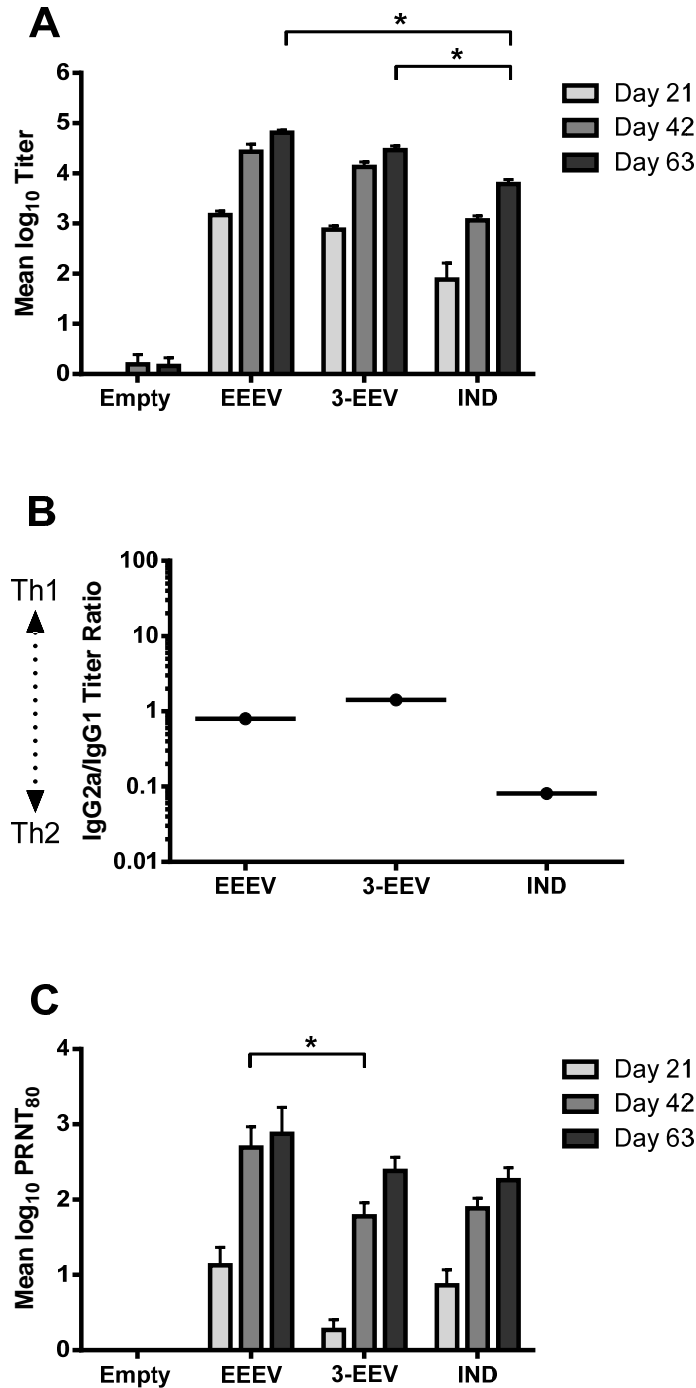 A
*
*
6
5
4
3
2
1
0
Mean log10 Titer
Empty EEEV 3-EEV IND
Day 21
Day 42
Day 63
B
Th1
Th2
IgG2a/IgG1 Titer Ratio
100
10
1
0.1
0.01
EEEV 3-EEV IND
C
*
4
3
2
1
0
Mean log10 PRNT80
Empty EEEV 3-EEV IND
Day 21
Day 42
Day 63